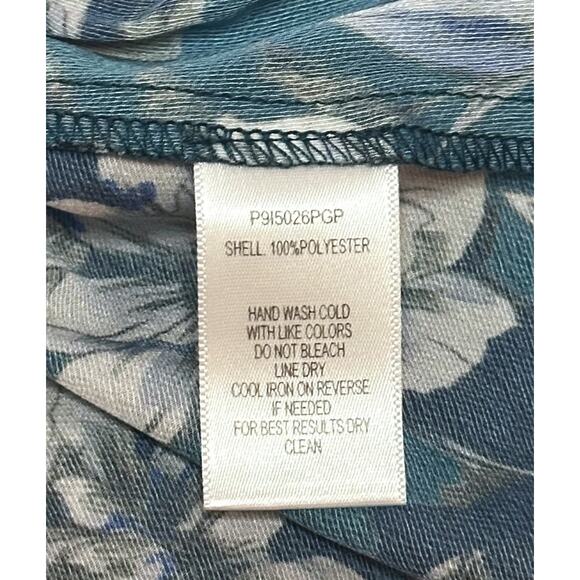 P9I5026PGP
SHELL. 100%POLYESTER
HAND WASH COLD
WITH LIKE COLORS
DO NOT BLEACH
LINE DRY
COOL IRON ON REVERSE
IF NEEDED
FOR BEST RESULTS DRY
CLEAN